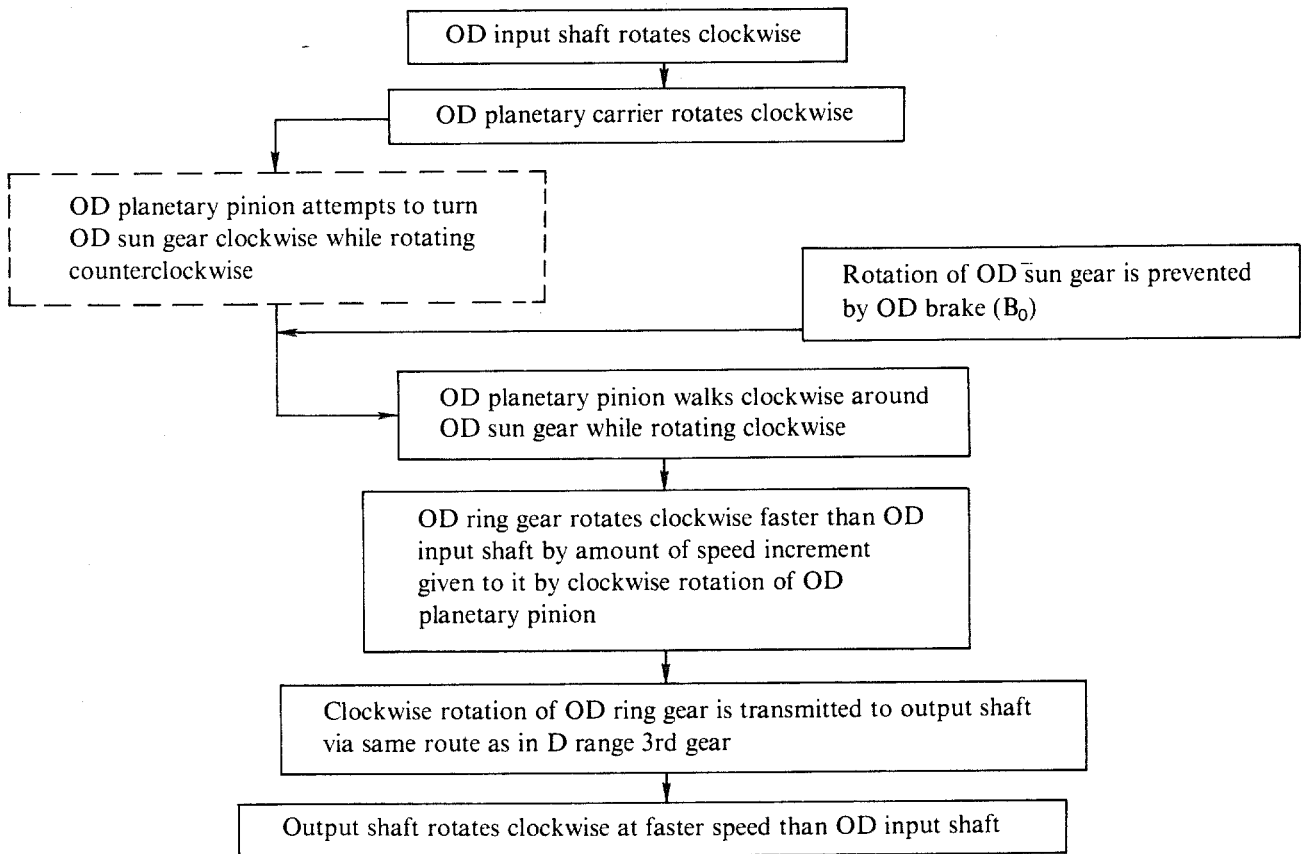 OD input shaft rotates clockwise
OD planetary carrier rotates clockwise
OD planetary pinion attempts to turn
OD sun gear clockwise while rotating
counterclockwise
Rotation of OD sun gear is prevented
by OD brake (B₀)
OD planetary pinion walks clockwise around
OD sun gear while rotating clockwise
OD ring gear rotates clockwise faster than OD
input shaft by amount of speed increment
given to it by clockwise rotation of OD
planetary pinion
Clockwise rotation of OD ring gear is transmitted to output shaft
via same route as in D range 3rd gear
Output shaft rotates clockwise at faster speed than OD input shaft